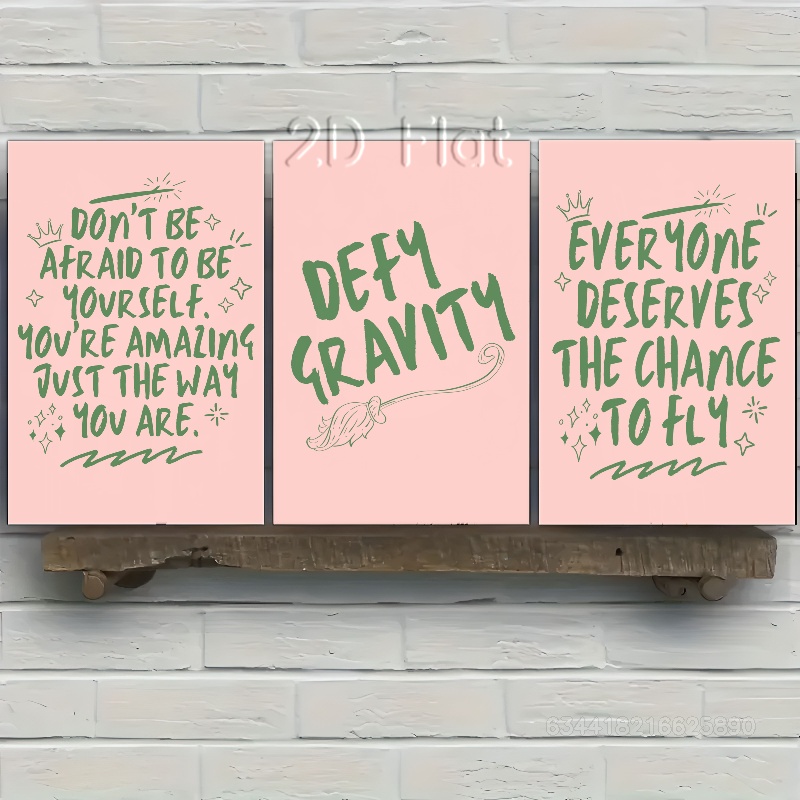 2D Flat
DON'T BE
AFRAID TO BE
YOURSELF.
YOU'RE AMAZING
JUST THE WAY
YOU ARE.
DEFY
GRAVITY
EVERYONE
DESERVES
THE CHANCE
TO FLY
634418216625890